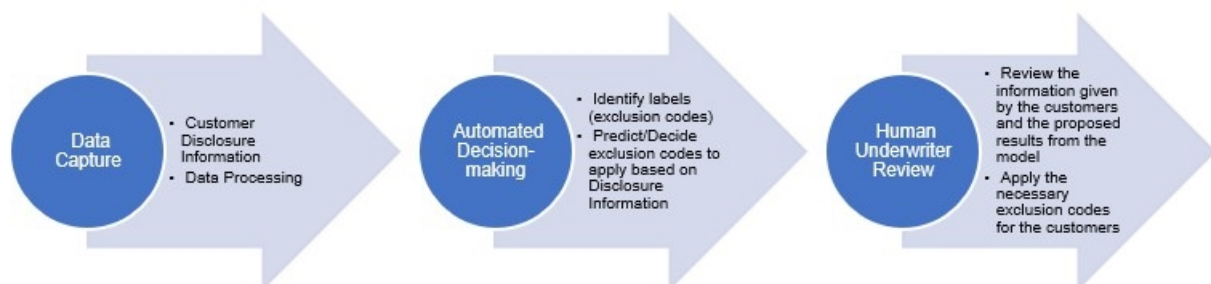 Data
Capture
• Customer
Disclosure
Information
• Data Processing
Automated
Decision-
making
• Identify labels
(exclusion codes)
• Predict/Decide
exclusion codes to
apply based on
Disclosure
Information
Human
Underwriter
Review
• Review the
information given
by the customers
and the proposed
results from the
model
• Apply the
necessary
exclusion codes
for the customers